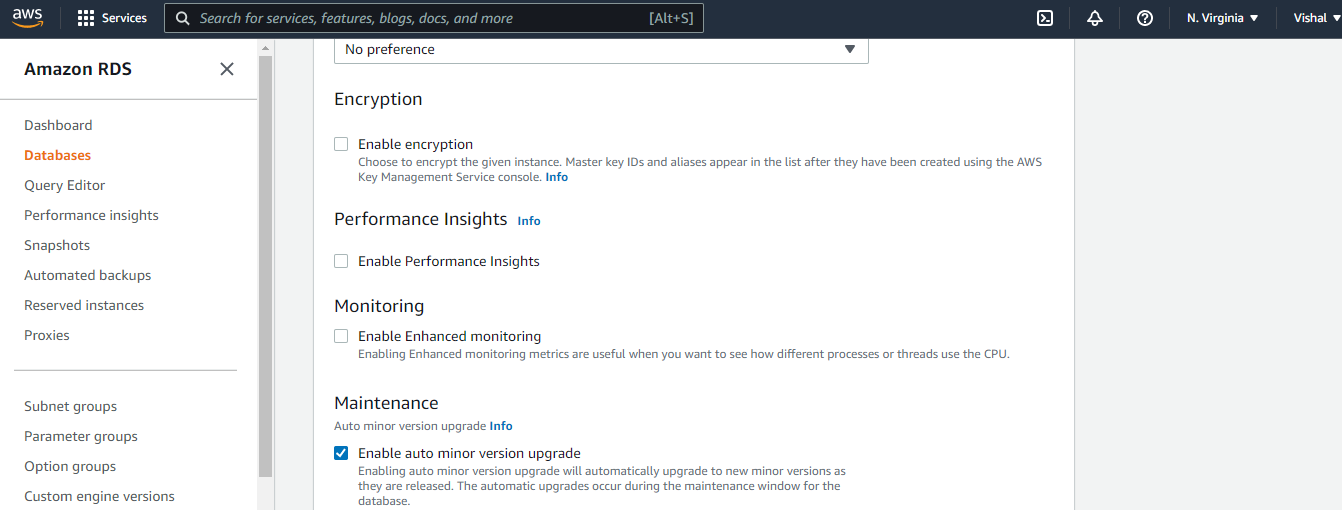 aws
Services
Search for services, features, blogs, docs, and more
[Alt+S]
N. Virginia
Vishal
Amazon RDS
Dashboard
Databases
Query Editor
Performance insights
Snapshots
Automated backups
Reserved instances
Proxies
Subnet groups
Parameter groups
Option groups
Custom engine versions
No preference
Encryption
Enable encryption
Choose to encrypt the given instance. Master key IDs and aliases appear in the list after they have been created using the AWS
Key Management Service console. Info
Performance Insights Info
Enable Performance Insights
Monitoring
Enable Enhanced monitoring
Enabling Enhanced monitoring metrics are useful when you want to see how different processes or threads use the CPU.
Maintenance
Auto minor version upgrade Info
Enable auto minor version upgrade
Enabling auto minor version upgrade will automatically upgrade to new minor versions as
they are released. The automatic upgrades occur during the maintenance window for the
database.